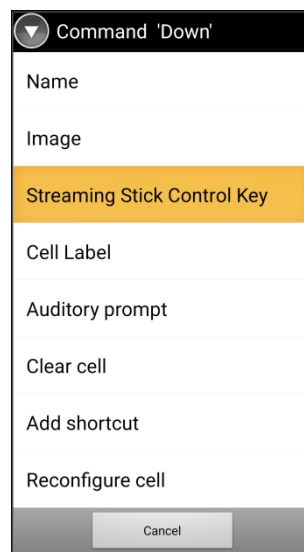 Command 'Down'
Name
Image
Streaming Stick Control Key
Cell Label
Auditory prompt
Clear cell
Add shortcut
Reconfigure cell
Cancel